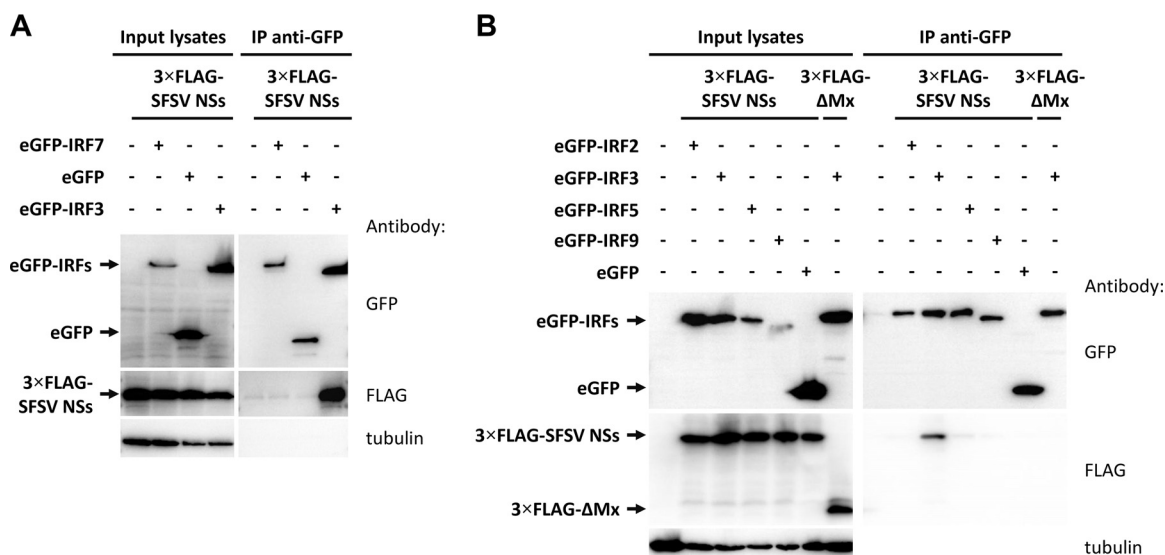 A
Input lysates IP anti-GFP
3×FLAG- 3×FLAG-
SFSV NSs SFSV NSs
eGFP-IRF7 - + - - - + - -
eGFP - - + - - - + -
eGFP-IRF3 - - - + - - - +
Antibody:
eGFP-IRFs
GFP
eGFP
3×FLAG-
SFSV NSs
FLAG
tubulin
B
Input lysates IP anti-GFP
3×FLAG- 3×FLAG- 3×FLAG- 3×FLAG-
SFSV NSs ΔMx SFSV NSs ΔMx
eGFP-IRF2 - + - - - - - - + - - - - -
eGFP-IRF3 - - + - - - + - - + - - - +
eGFP-IRF5 - - - + - - - - - - + - - -
eGFP-IRF9 - - - - + - - - - - - + - -
eGFP - - - - - + - - - - - - + -
Antibody:
eGFP-IRFs
GFP
eGFP
3×FLAG-SFSV NSs
FLAG
3×FLAG-ΔMx
tubulin